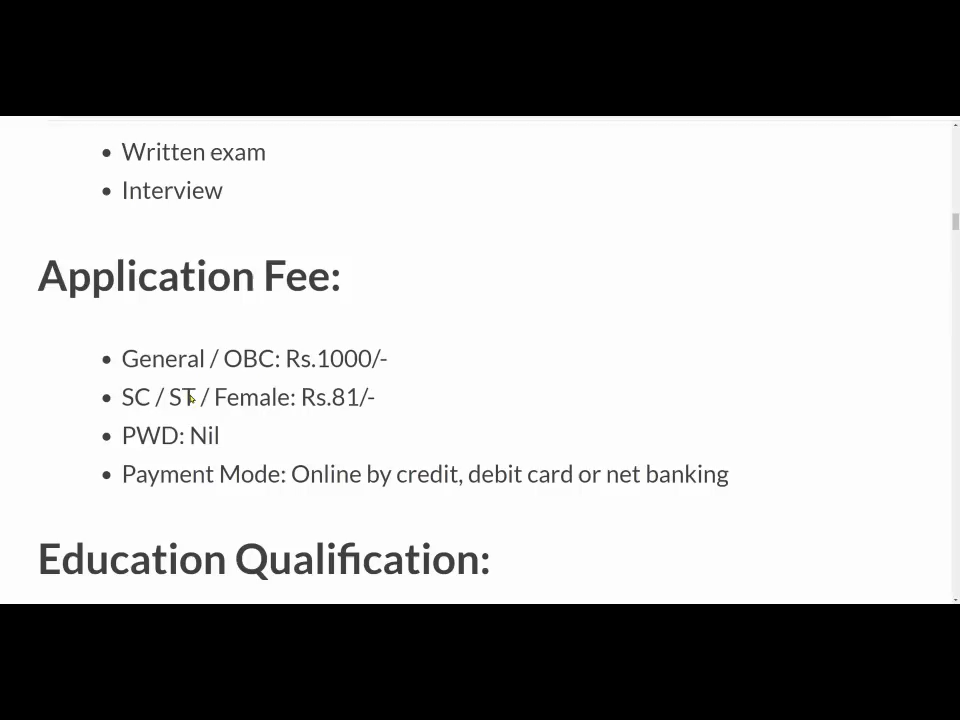 Written exam
Interview
Application Fee:
General / OBC: Rs.1000/-
SC / ST / Female: Rs.81/-
PWD: Nil
Payment Mode: Online by credit, debit card or net banking
Education Qualification: